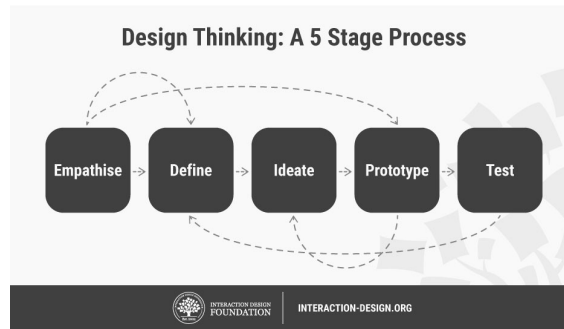 Design Thinking: A 5 Stage Process
Empathise
Define
Ideate
Prototype
Test
INTERACTION DESIGN
FOUNDATION
INTERACTION-DESIGN.ORG